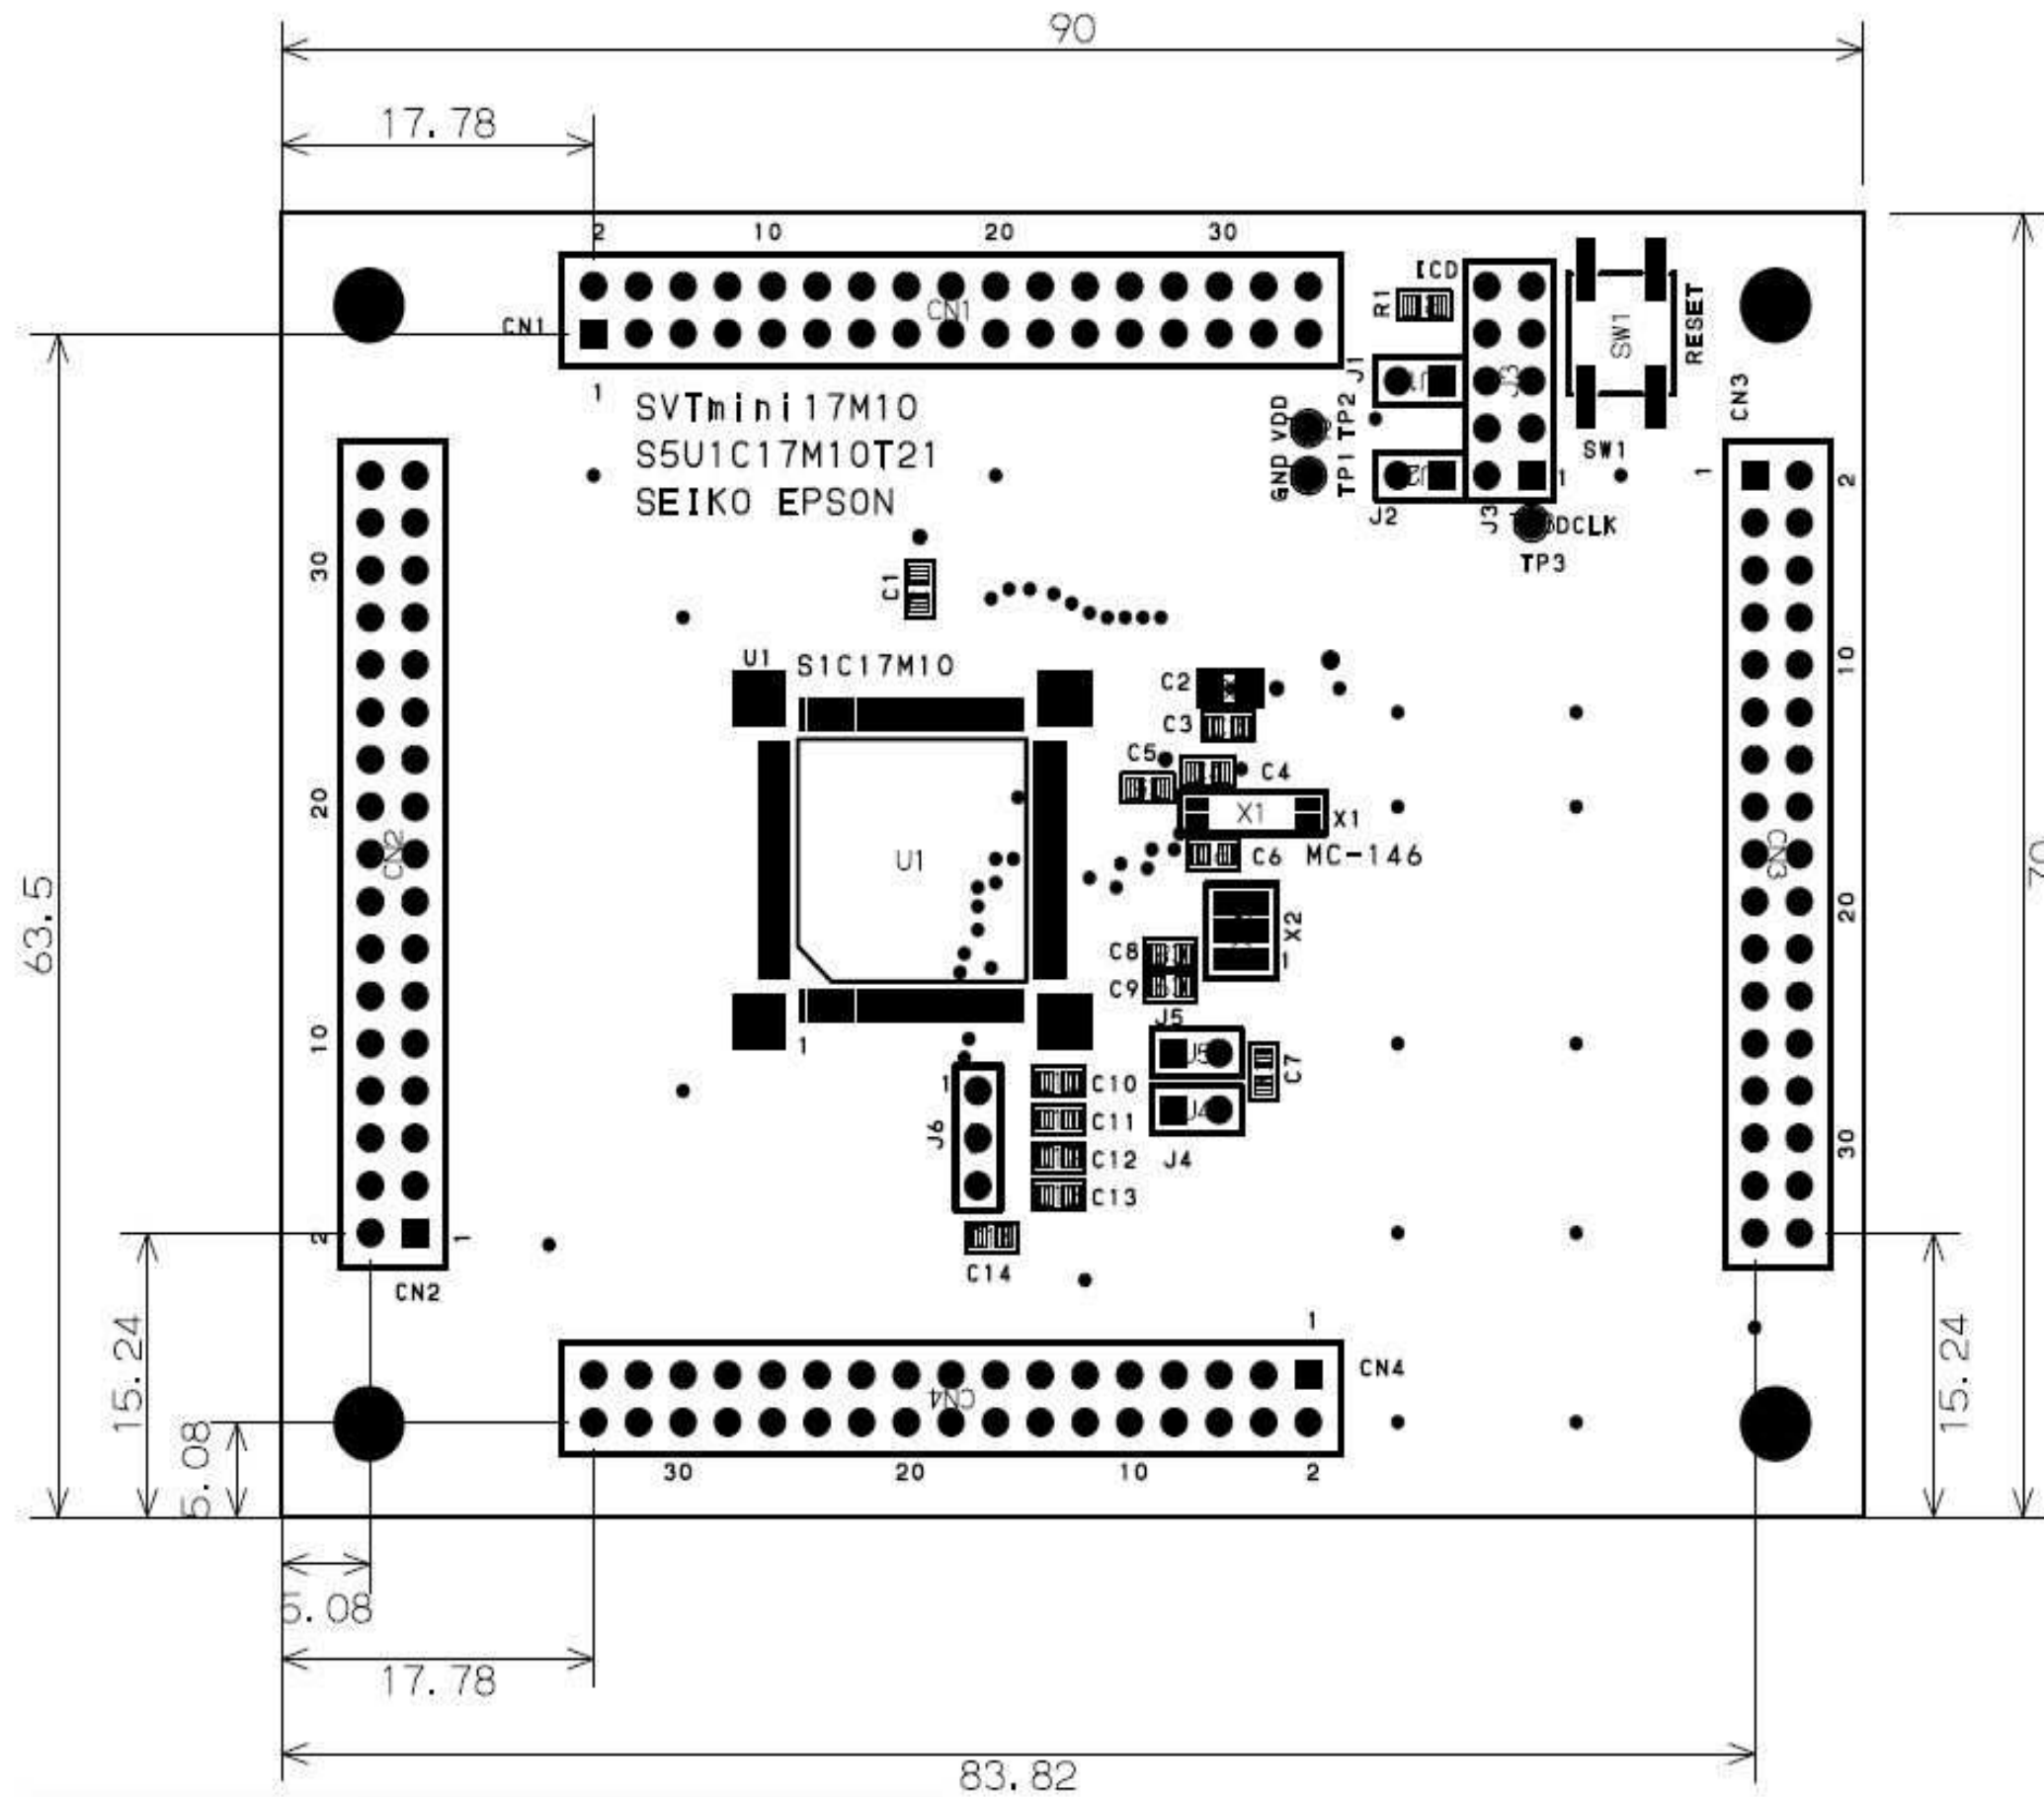 90
17.78
2 10 20 30
ICD
R1
CN1
CN1
1
SW1
RESET
J1
J1
J3
CN3
SVTmini17M10
S5U1C17M10T21
SEIKO EPSON
VDD
TP2
GND
TP1
J2
J2
J3
1
SW1
1
2
DCLK
TP3
C1
30
U1
S1C17M10
C2
C3
10
C5
C4
20
X1
X1
CN2
U1
C6
MC-146
CN3
70
63.5
20
X2
C8
1
C9
10
1
J5
J5
C7
1
C10
C11
J4
J6
C12
J4
C13
30
2
1
C14
CN2
1
15.24
CN4
CN4
15.24
5.08
30 20 10 2
5.08
17.78
83.82